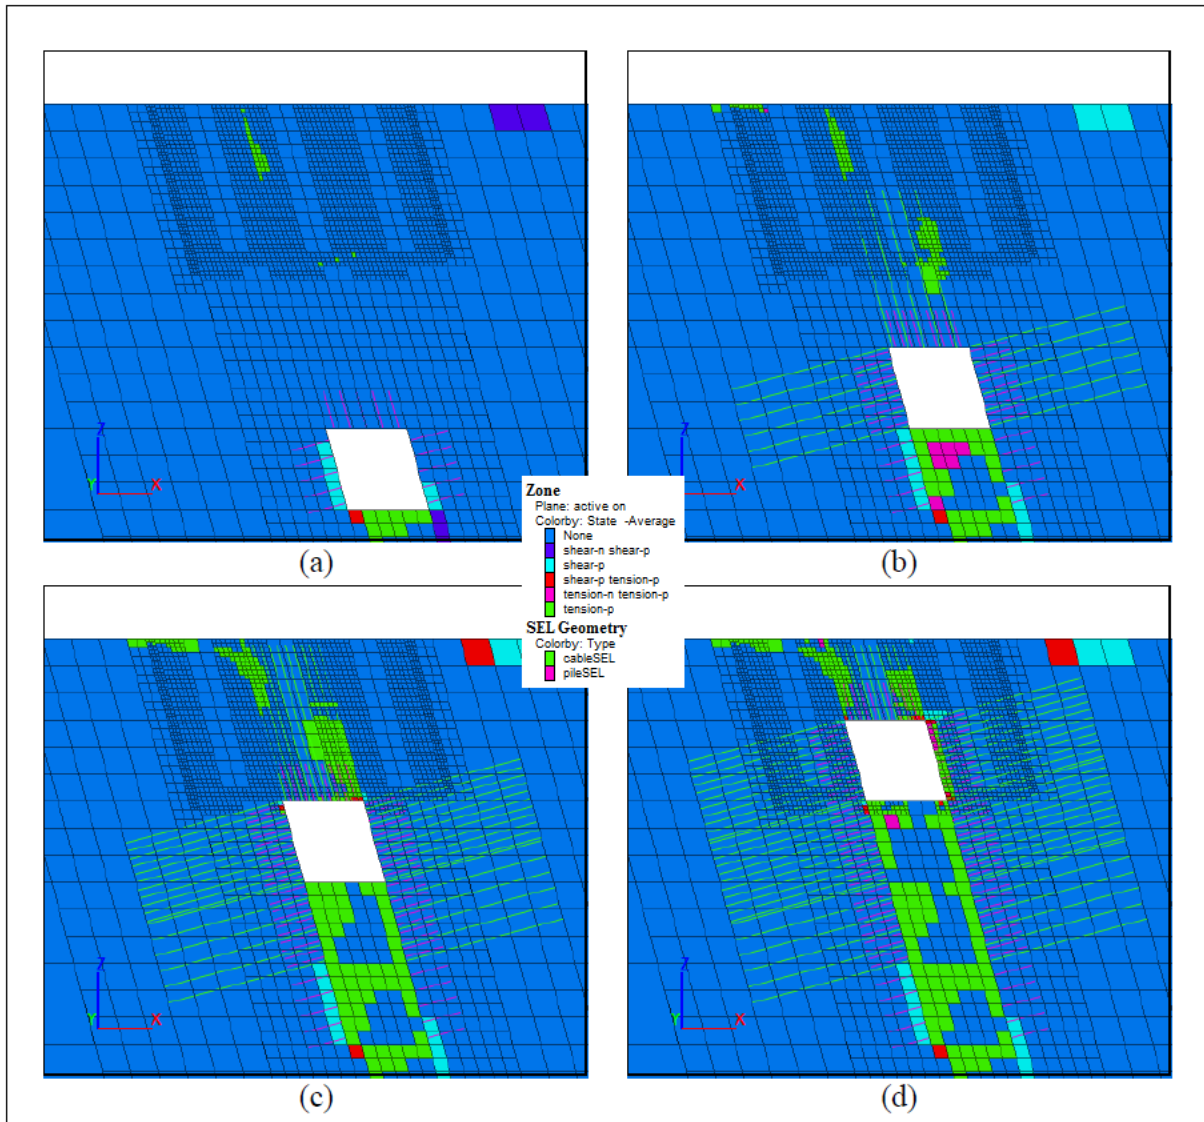 Z
Y
X
(a)
Z
X
(b)
Zone
Plane: active on
Colorby: State -Average
None
shear-n shear-p
shear-p
shear-p tension-p
tension-n tension-p
tension-p
SEL Geometry
Colorby: Type
cableSEL
pileSEL
Z
Y
X
(c)
Z
Y
X
(d)